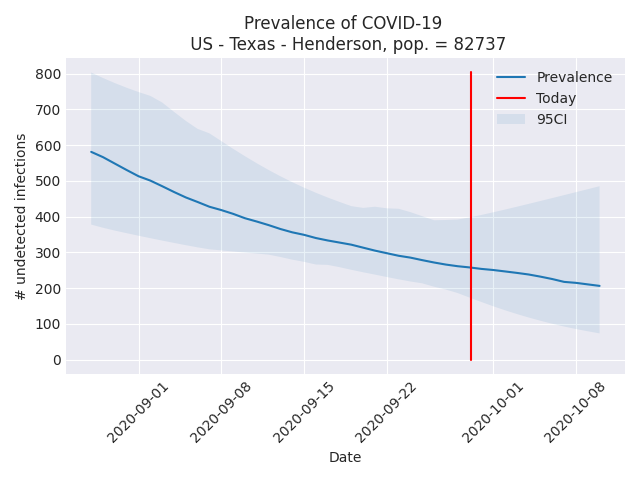 Prevalence of COVID-19
US - Texas - Henderson, pop. = 82737
800
700
600
500
400
300
200
100
0
# undetected infections
Prevalence
Today
95CI
2020-09-01
2020-09-08
2020-09-15
2020-09-22
2020-10-01
2020-10-08
Date